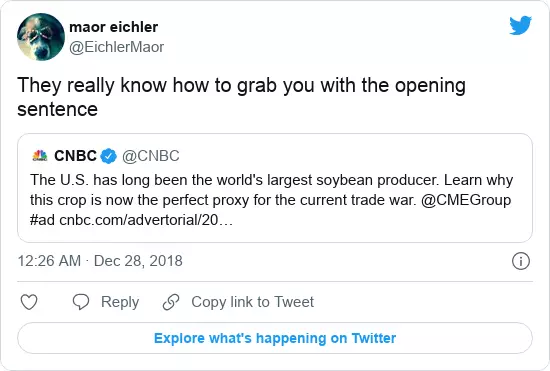 maor eichler
@EichlerMaor
They really know how to grab you with the opening
sentence
CNBC @CNBC
The U.S. has long been the world's largest soybean producer. Learn why
this crop is now the perfect proxy for the current trade war. @CMEGroup
#ad cnbc.com/advertorial/20…
12:26 AM · Dec 28, 2018
Reply Copy link to Tweet
Explore what's happening on Twitter